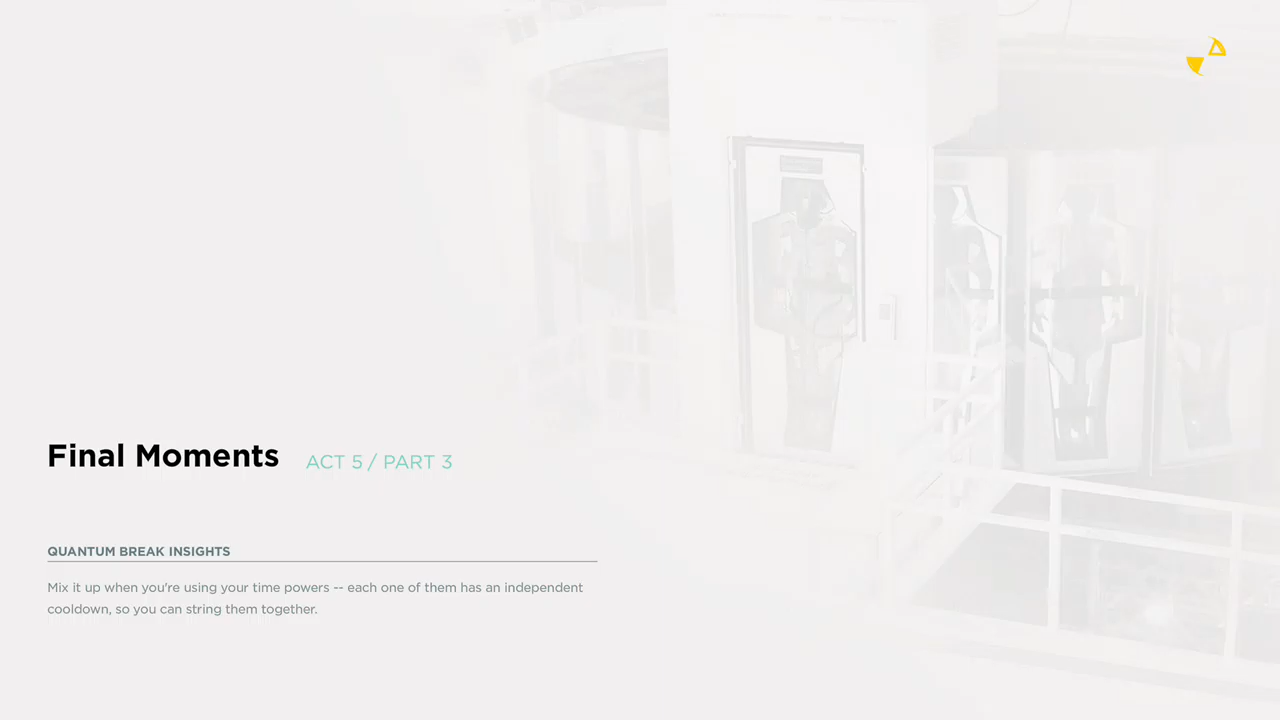 Final Moments ACT 5 / PART 3
QUANTUM BREAK INSIGHTS
Mix it up when you're using your time powers -- each one of them has an independent
cooldown, so you can string them together.